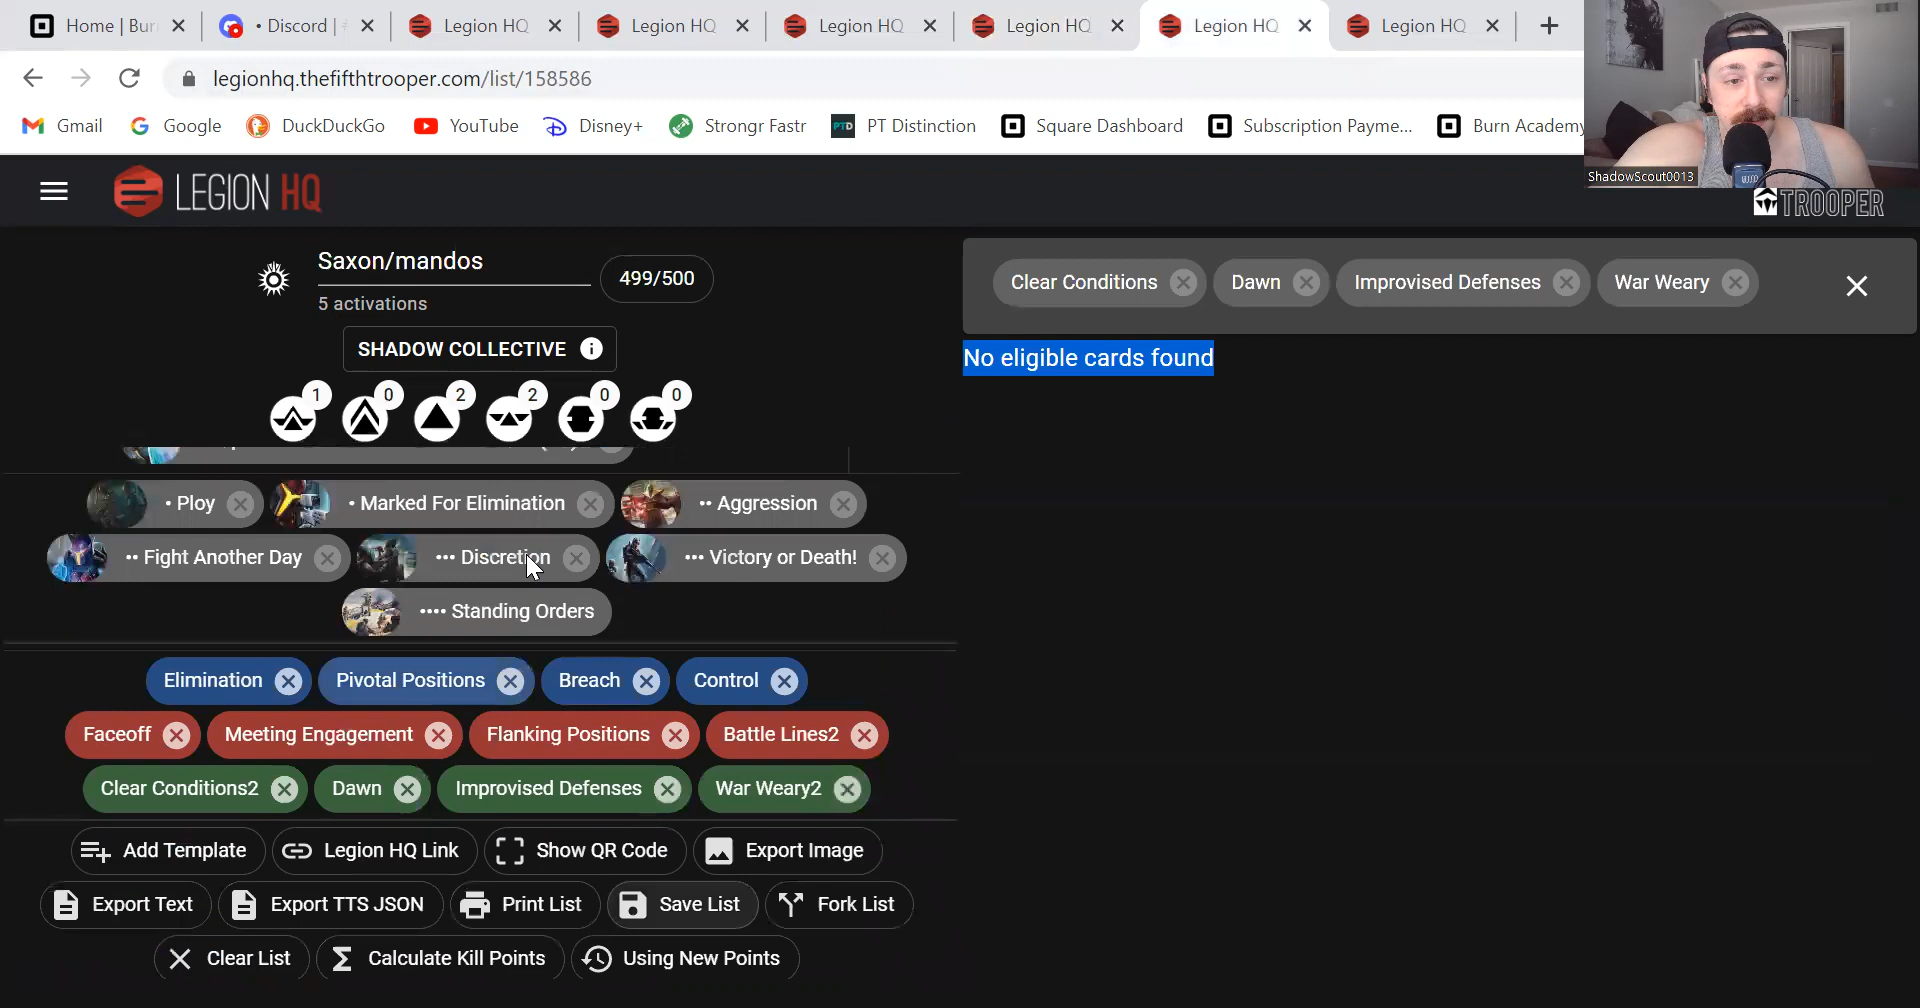 Home | Bur
• Discord | #
Legion HQ
Legion HQ
Legion HQ
Legion HQ
Legion HQ
Legion HQ
legionhq.thefifthtrooper.com/list/158586
Gmail
Google
DuckDuckGo
YouTube
Disney+
Strongr Fastr
PTD PT Distinction
Square Dashboard
Subscription Payme...
Burn Academy
ShadowScout0013
LEGION HQ
TROOPER
Saxon/mandos
499/500
5 activations
SHADOW COLLECTIVE
1 0 2 2 0 0
Clear Conditions
Dawn
Improvised Defenses
War Weary
No eligible cards found
• Ploy
• Marked For Elimination
•• Aggression
•• Fight Another Day
••• Discretion
••• Victory or Death!
•••• Standing Orders
Elimination
Pivotal Positions
Breach
Control
Faceoff
Meeting Engagement
Flanking Positions
Battle Lines2
Clear Conditions2
Dawn
Improvised Defenses
War Weary2
Add Template
Legion HQ Link
Show QR Code
Export Image
Export Text
Export TTS JSON
Print List
Save List
Fork List
Clear List
Calculate Kill Points
Using New Points